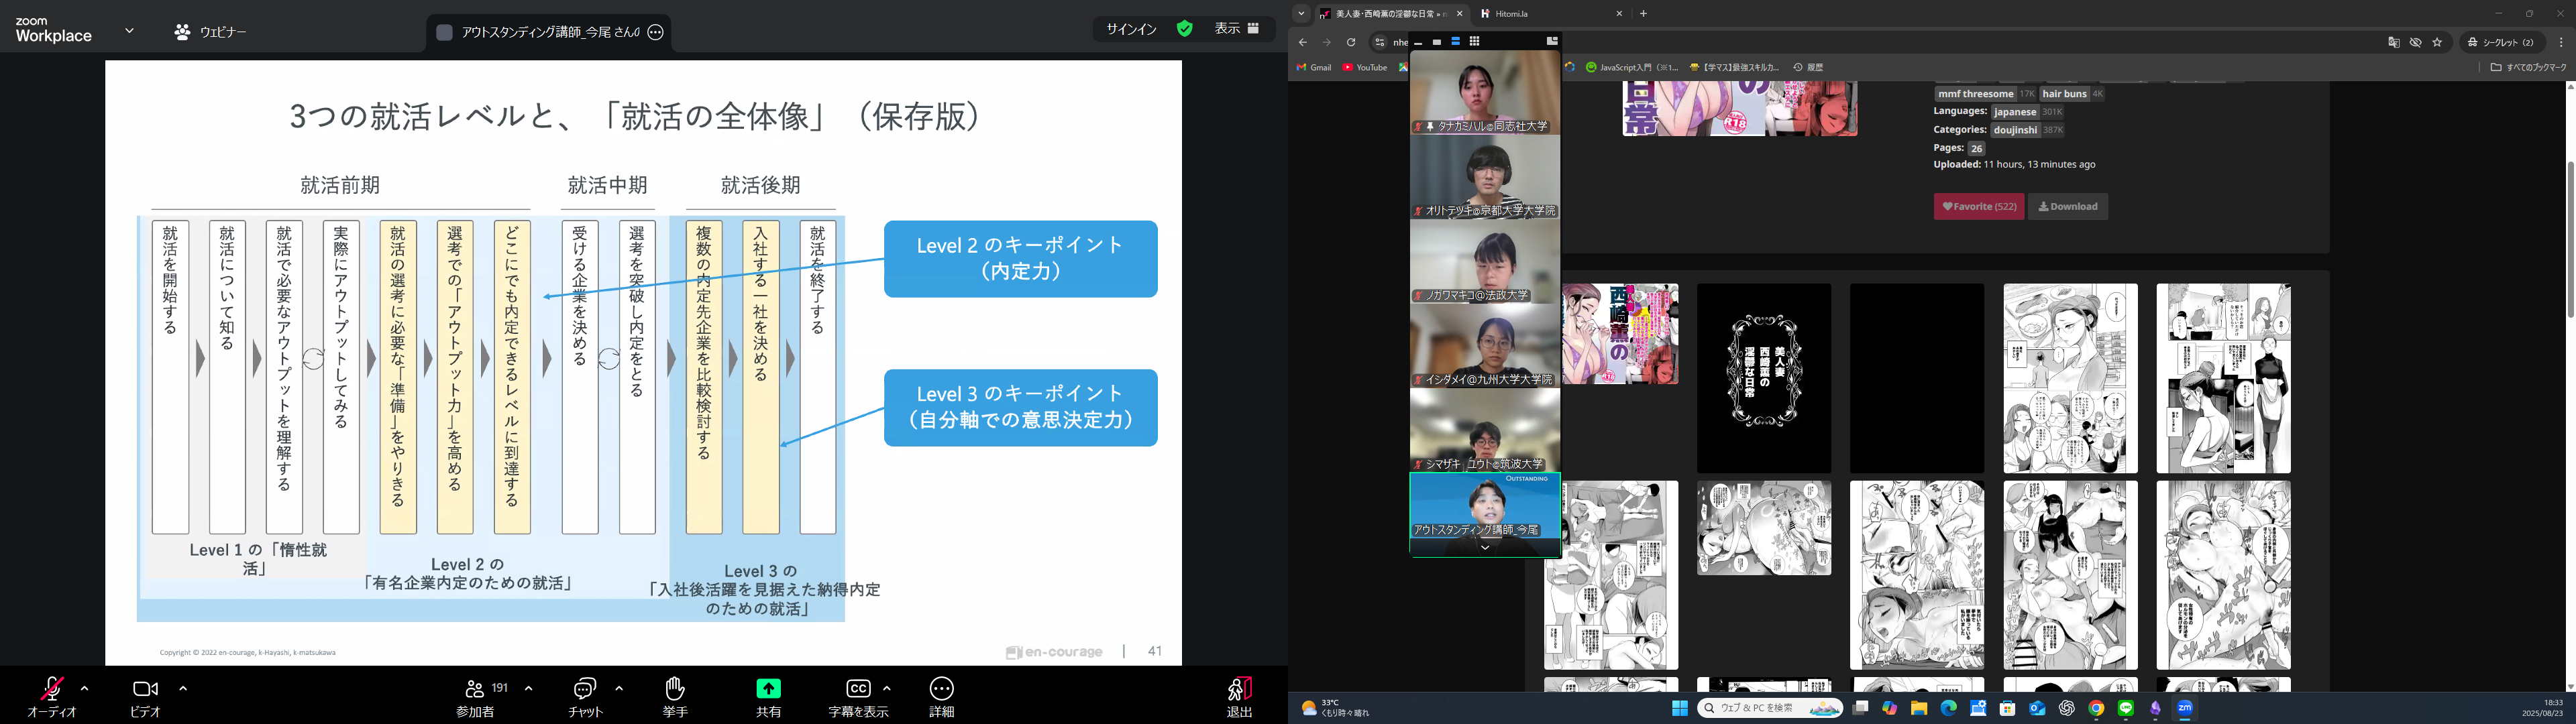 zoom
Workplace
ウェビナー
アウトスタンディング講師_今尾 さんの
サインイン
表示
3つの就活レベルと、「就活の全体像」（保存版）
就活前期
就活中期
就活後期
就活を開始する
就活について知る
就活で必要なアウトプットを理解する
実際にアウトプットしてみる
就活の選考に必要な「準備」をやりきる
選考での「アウトプット力」を高める
どこにでも内定できるレベルに到達する
受ける企業を決める
選考を突破し内定をとる
複数の内定先企業を比較検討する
入社する一社を決める
就活を終了する
Level 2 のキーポイント
（内定力）
Level 3 のキーポイント
（自分軸での意思決定力）
Level 1 の「惰性就
活」
Level 2 の
「有名企業内定のための就活」
Level 3 の
「入社後活躍を見据えた納得内定
のための就活」
Copyright © 2022 en-courage, k-Hayashi, k-matsukawa
en-courage
41
オーディオ
ビデオ
191
参加者
チャット
挙手
共有
CC
字幕を表示
詳細
退出
美人妻・西崎薫の淫鬱な日常 »
Hitomi.la
nhe
シークレット (2)
Gmail
YouTube
JavaScript入門（※1...
【学マス】最強スキルカ...
履歴
すべてのブックマーク
タナカミハル@同志社大学
オリトテツキ@京都大学大学院
ノガワマキコ@法政大学
イシダメイ@九州大学大学院
シマザキ ユウト@筑波大学
OUTSTANDING
アウトスタンディング講師_今尾
日常
R18
mmf threesome 17K
hair buns 4K
Languages: japanese 301K
Categories: doujinshi 387K
Pages: 26
Uploaded: 11 hours, 13 minutes ago
Favorite (522)
Download
西崎薫の
美人妻
西崎薫の
淫鬱な日常
33°C
くもり時々晴れ
ウェブ & PC を検索
zm
18:33
2025/08/23